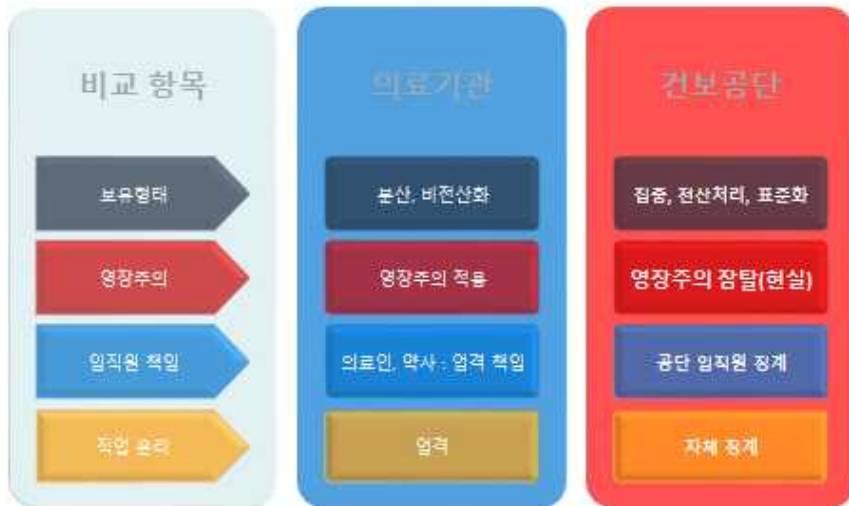 비교 항목
의료기관
건보공단
보유형태
분산, 비전산화
집중, 전산처리, 표준화
영장주의
영장주의 적용
영장주의 잠탈(현실)
임직원 책임
의료인, 약사 : 엄격 책임
공단 임직원 징계
직업 윤리
엄격
자체 징계